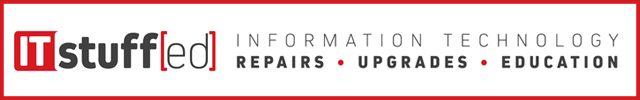 ITstuff[ed]
INFORMATION TECHNOLOGY
REPAIRS • UPGRADES • EDUCATION